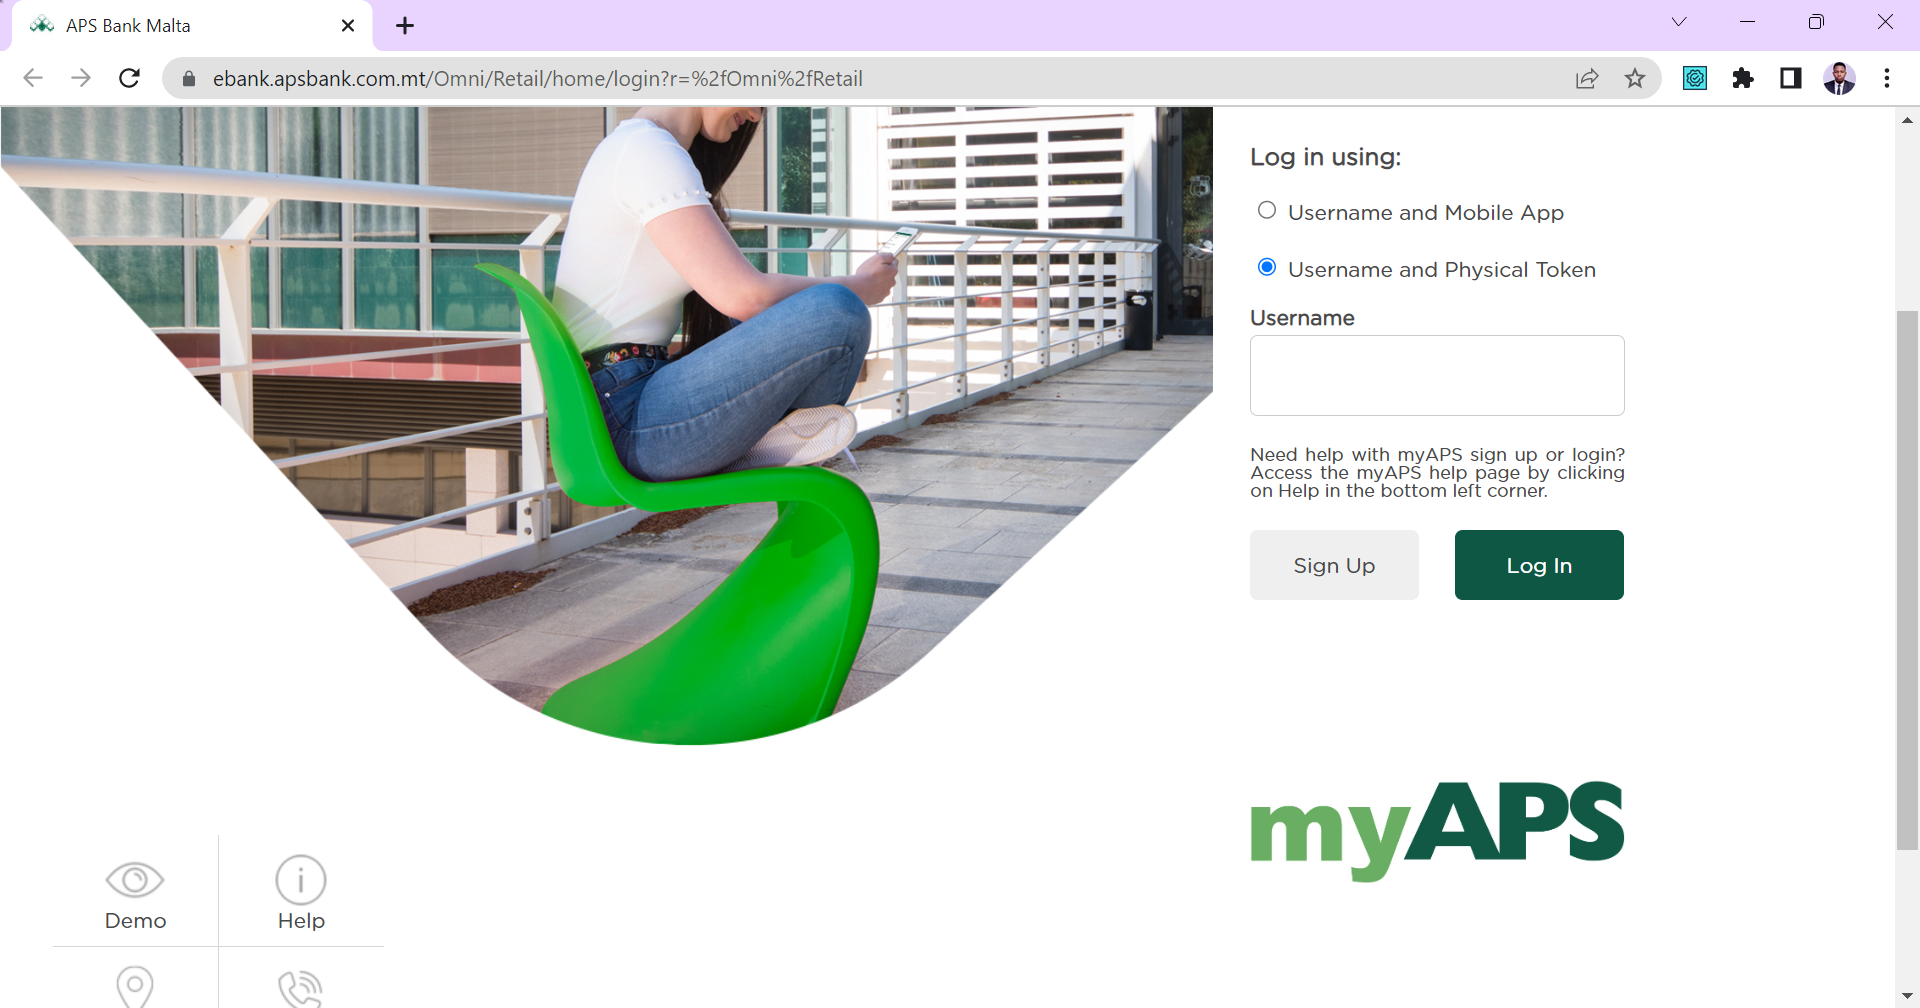 APS Bank Malta
ebank.apsbank.com.mt/Omni/Retail/home/login?r=%2fOmni%2fRetail
Log in using:
Username and Mobile App
Username and Physical Token
Username
Need help with myAPS sign up or login?
Access the myAPS help page by clicking
on Help in the bottom left corner.
Sign Up
Log In
myAPS
Demo
Help